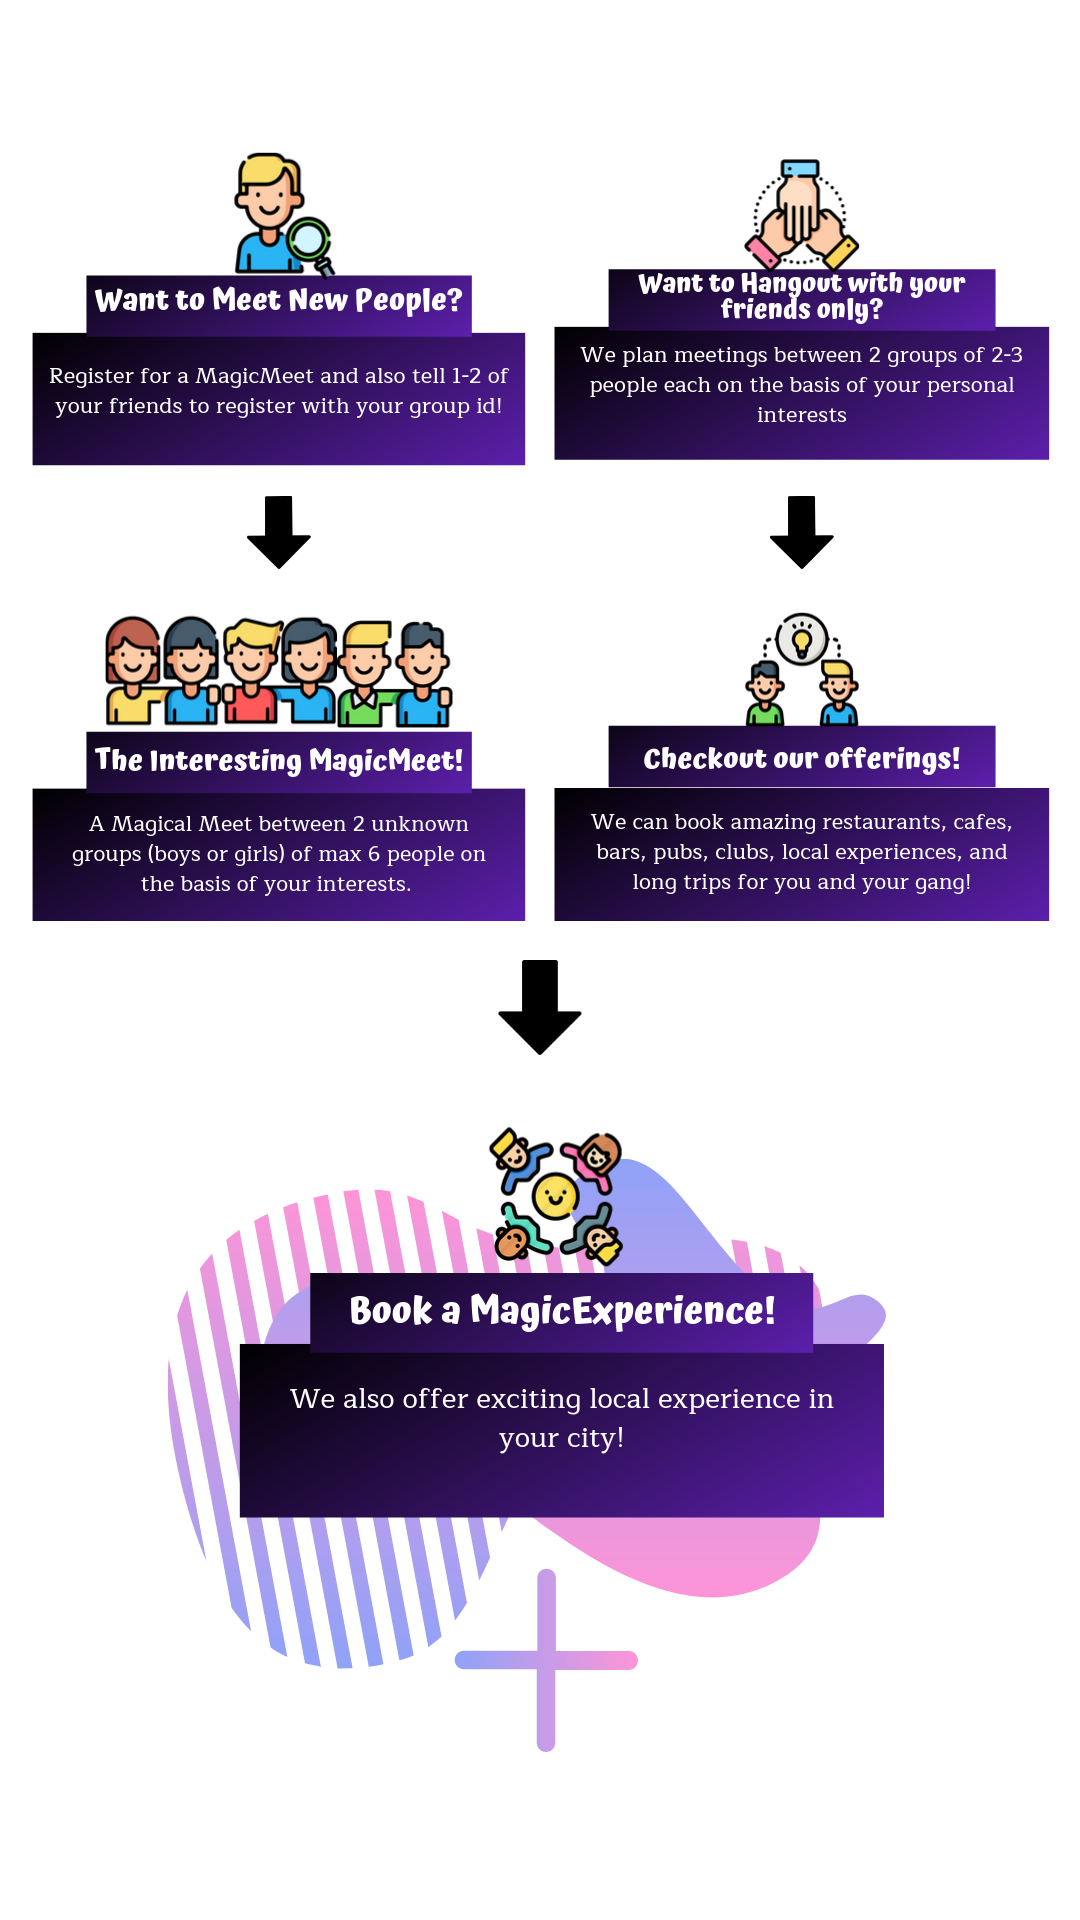 Want to Meet New People?
Register for a MagicMeet and also tell 1-2 of
your friends to register with your group id!
Want to Hangout with your
friends only?
We plan meetings between 2 groups of 2-3
people each on the basis of your personal
interests
The Interesting MagicMeet!
A Magical Meet between 2 unknown
groups (boys or girls) of max 6 people on
the basis of your interests.
Checkout our offerings!
We can book amazing restaurants, cafes,
bars, pubs, clubs, local experiences, and
long trips for you and your gang!
Book a MagicExperience!
We also offer exciting local experience in
your city!